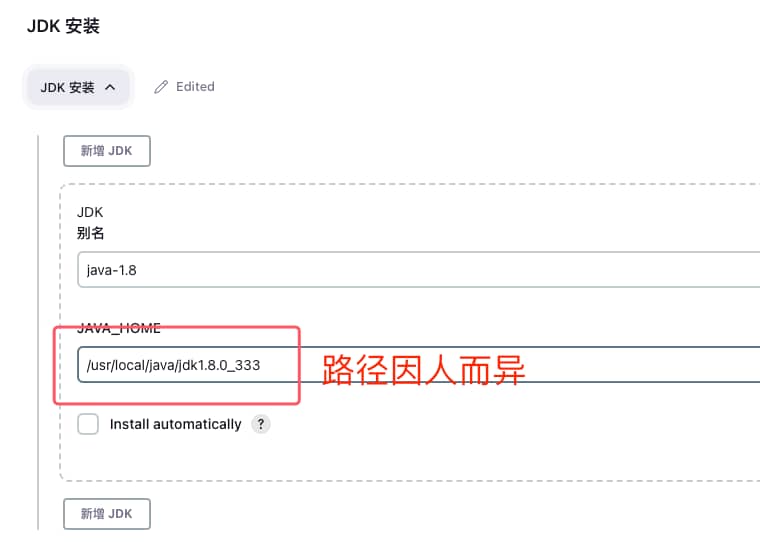 JDK 安装
JDK 安装
Edited
新增 JDK
JDK
别名
java-1.8
JAVA_HOME
/usr/local/java/jdk1.8.0_333
路径因人而异
Install automatically ?
新增 JDK